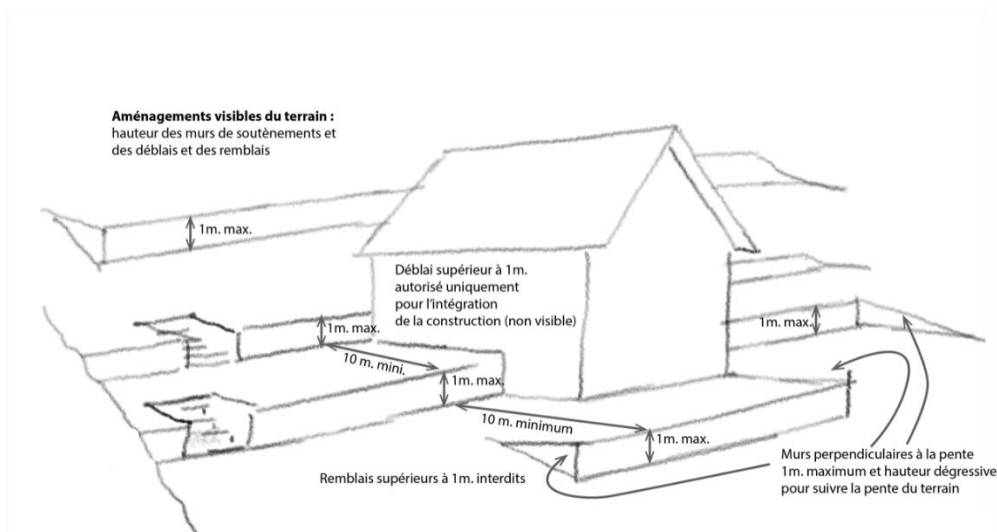 Aménagements visibles du terrain :
hauteur des murs de soutènements et
des déblais et des remblais
1m. max.
Déblai supérieur à 1m.
autorisé uniquement
pour l'intégration
de la construction (non visible)
1m. max.
1m. max.
10 m. mini.
1m. max.
10 m. minimum
1m. max.
Remblais supérieurs à 1m. interdits
Murs perpendiculaires à la pente
1m. maximum et hauteur dégressive
pour suivre la pente du terrain